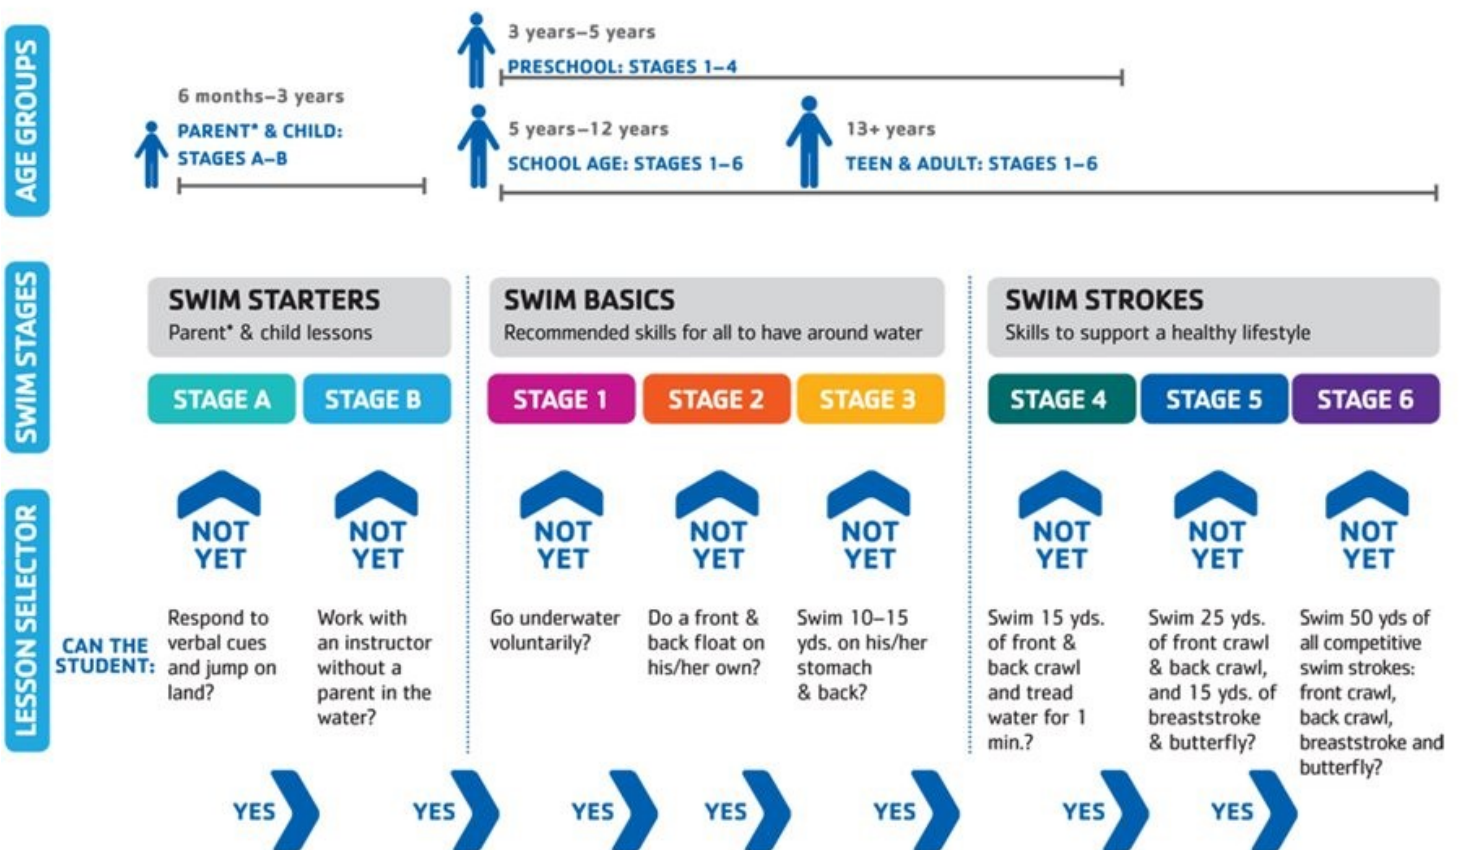 AGE GROUPS
6 months–3 years
PARENT* & CHILD:
STAGES A–B
3 years–5 years
PRESCHOOL: STAGES 1–4
5 years–12 years
SCHOOL AGE: STAGES 1–6
13+ years
TEEN & ADULT: STAGES 1–6
SWIM STAGES
SWIM STARTERS
Parent* & child lessons
SWIM BASICS
Recommended skills for all to have around water
SWIM STROKES
Skills to support a healthy lifestyle
STAGE A
STAGE B
STAGE 1
STAGE 2
STAGE 3
STAGE 4
STAGE 5
STAGE 6
LESSON SELECTOR
NOT
YET
NOT
YET
NOT
YET
NOT
YET
NOT
YET
NOT
YET
NOT
YET
NOT
YET
CAN THE
STUDENT:
Respond to
verbal cues
and jump on
land?
Work with
an instructor
without a
parent in the
water?
Go underwater
voluntarily?
Do a front &
back float on
his/her own?
Swim 10–15
yds. on his/her
stomach
& back?
Swim 15 yds.
of front &
back crawl
and tread
water for 1
min.?
Swim 25 yds.
of front crawl
& back crawl,
and 15 yds. of
breaststroke
& butterfly?
Swim 50 yds of
all competitive
swim strokes:
front crawl,
back crawl,
breaststroke and
butterfly?
YES
YES
YES
YES
YES
YES
YES